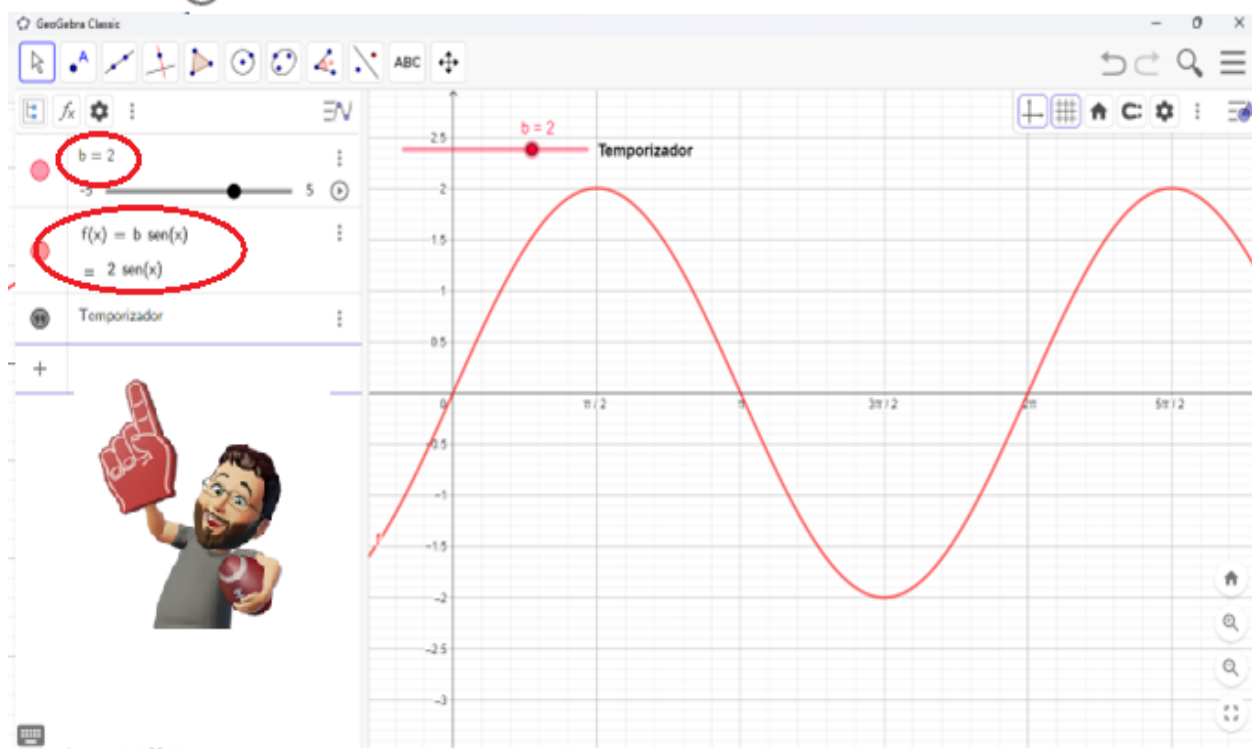 GeoGebra Classic
ABC
b = 2
-5
5
f(x) = b sen(x)
= 2 sen(x)
Temporizador
b = 2
Temporizador
2.5
2
1.5
1
0.5
0
π / 2
π
3π / 2
2π
5π / 2
-0.5
-1
-1.5
-2
-2.5
-3
f